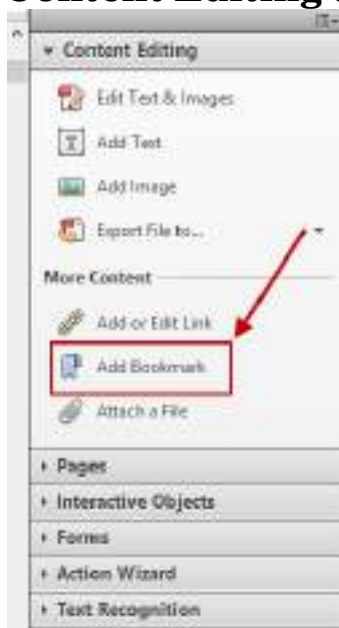 Content Editing
Content Editing
Edit Text & Images
Add Text
Add Image
Export File to...
More Content
Add or Edit Link
Add Bookmark
Attach a File
Pages
Interactive Objects
Forms
Action Wizard
Text Recognition